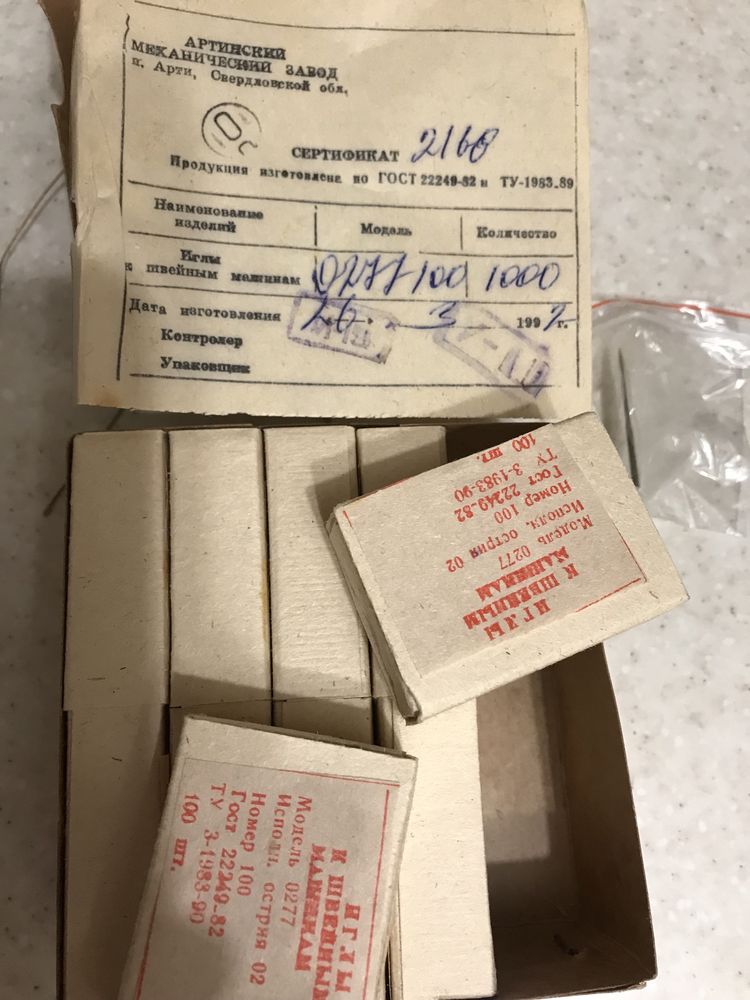 АРТИНСКИЙ
МЕХАНИЧЕСКИЙ ЗАВОД
п. Арти, Свердловской обл.
СЕРТИФИКАТ 2160
Продукция изготовлена по ГОСТ 22249-82 и ТУ-1983.89
Наименование изделий
Модель
Количество
Иглы
к швейным машинам
0277-100
1000
Дата изготовления 26. 3 1992 г.
Контролер
Упаковщик
ИГЛЫ
К ШВЕЙНЫМ
МАШИНАМ
Модель 0277
Исполн. острия 02
Номер 100
Гост 22249-82
ТУ 3-1983-90
100 шт.
ИГЛЫ
К ШВЕЙНЫМ
МАШИНАМ
Модель 0277
Исполн. острия 02
Номер 100
Гост 22249-82
ТУ 3-1983-90
100 шт.